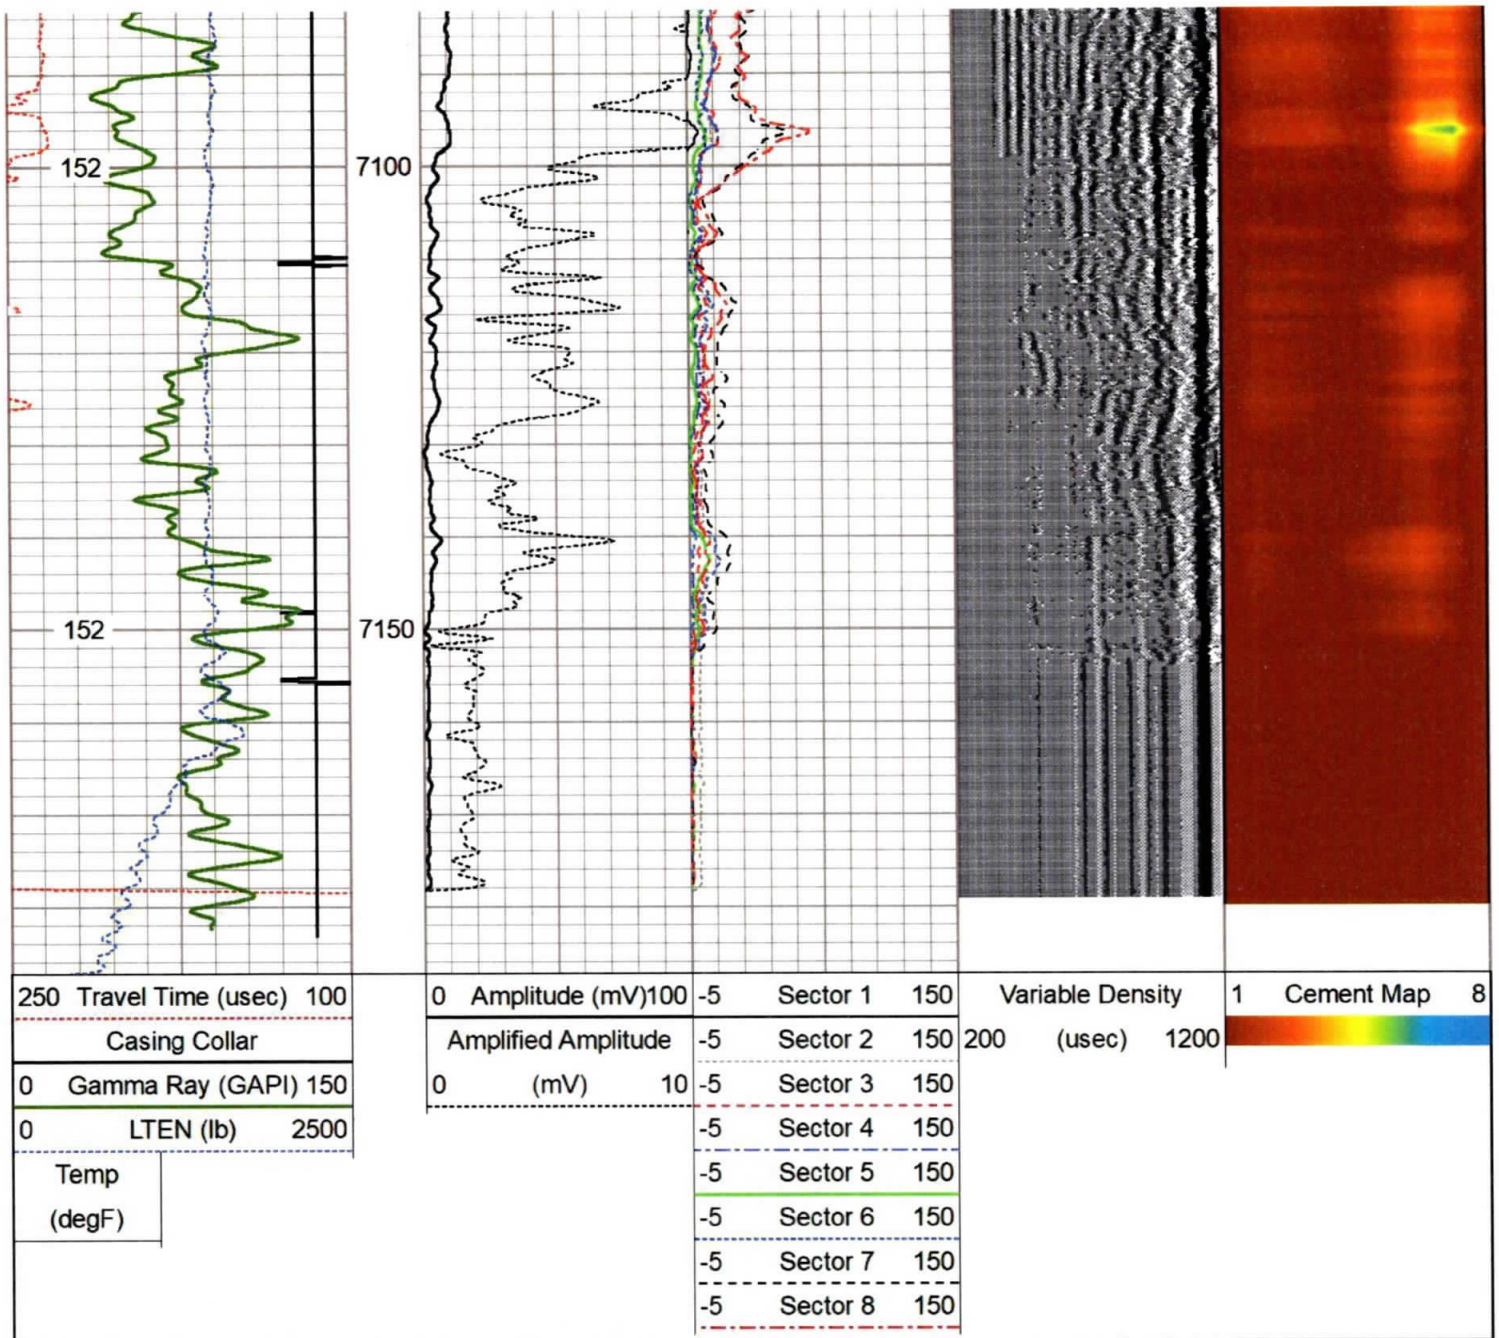 7100
152
7150
152
250 Travel Time (usec) 100
Casing Collar
0 Gamma Ray (GAPI) 150
0 LTEN (lb) 2500
Temp
(degF)
0 Amplitude (mV)100
Amplified Amplitude
0 (mV) 10
-5 Sector 1 150
-5 Sector 2 150
-5 Sector 3 150
-5 Sector 4 150
-5 Sector 5 150
-5 Sector 6 150
-5 Sector 7 150
-5 Sector 8 150
Variable Density
200 (usec) 1200
1 Cement Map 8